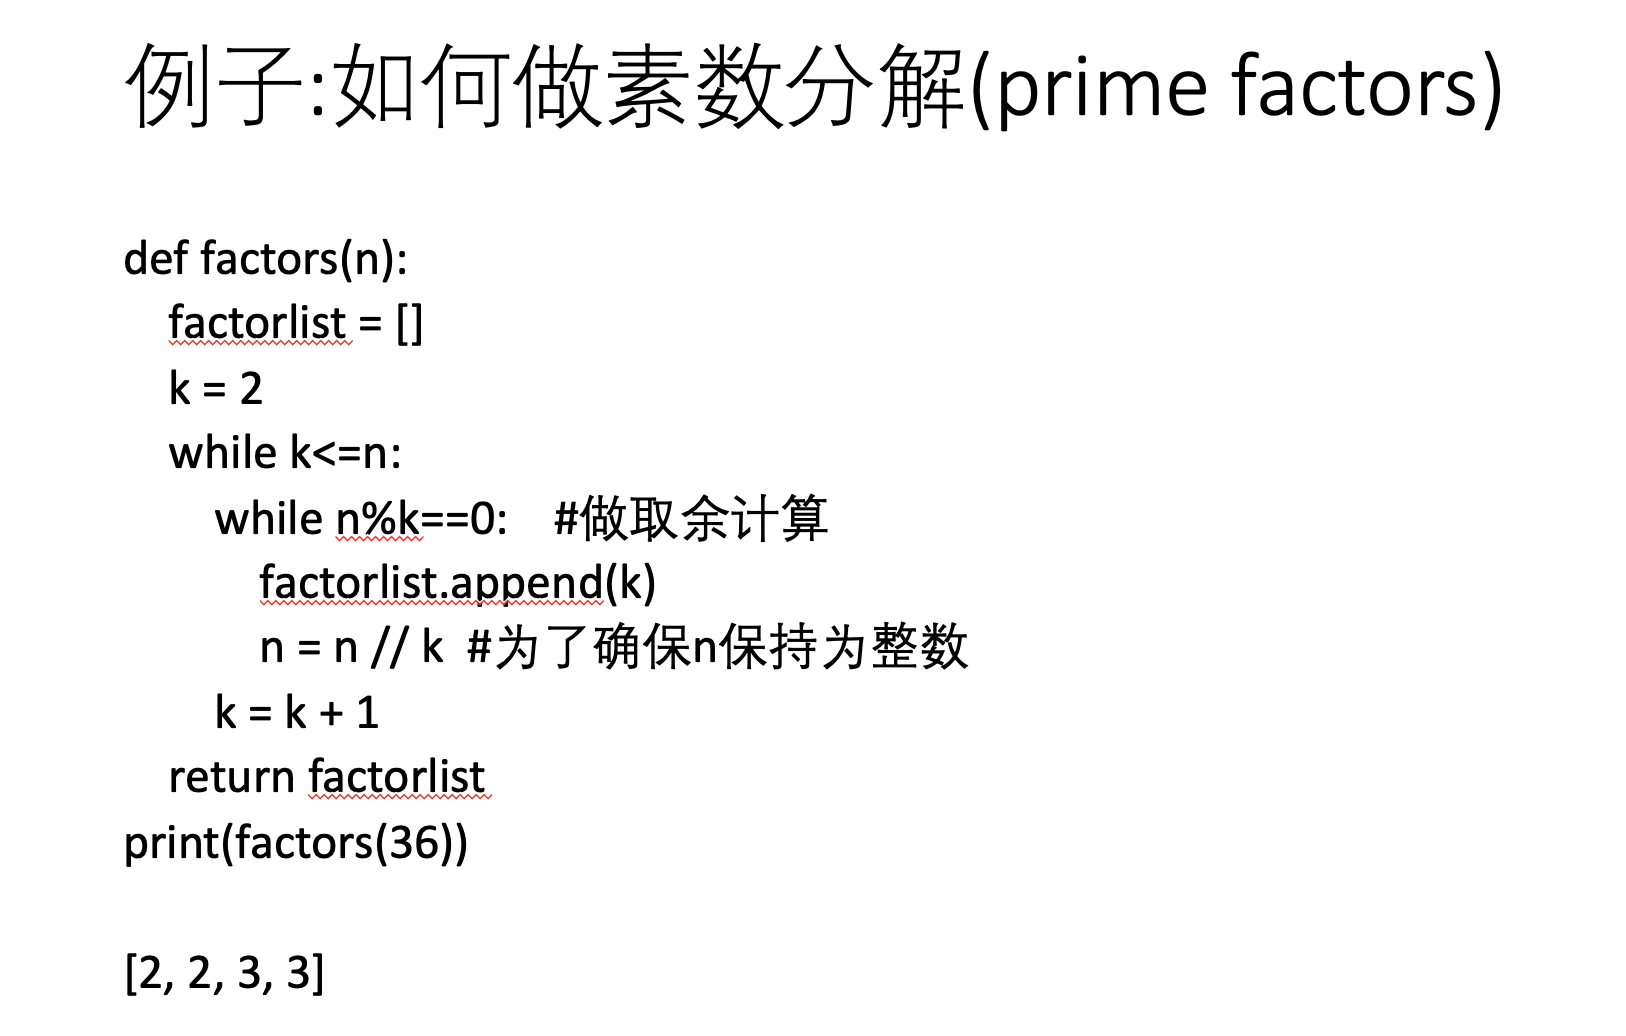 例子:如何做素数分解(prime factors)
def factors(n):
factorlist = []
k = 2
while k<=n:
while n%k==0:    #做取余计算
factorlist.append(k)
n = n // k  #为了确保n保持为整数
k = k + 1
return factorlist
print(factors(36))
[2, 2, 3, 3]